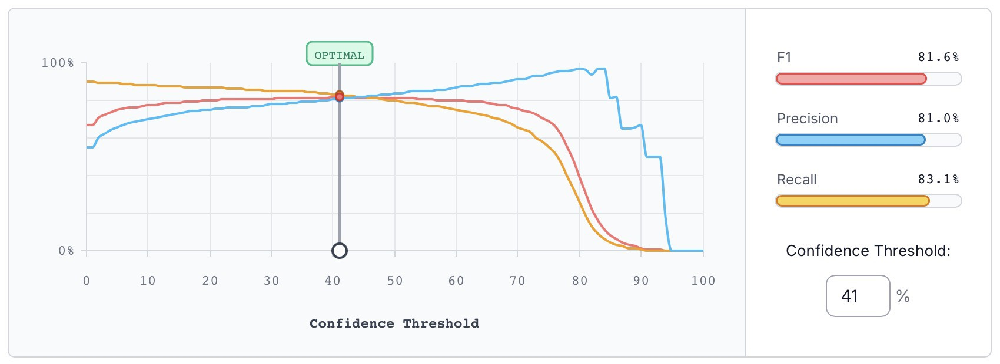 OPTIMAL
100%
0%
0 10 20 30 40 50 60 70 80 90 100
Confidence Threshold
F1 81.6%
Precision 81.0%
Recall 83.1%
Confidence Threshold:
41 %